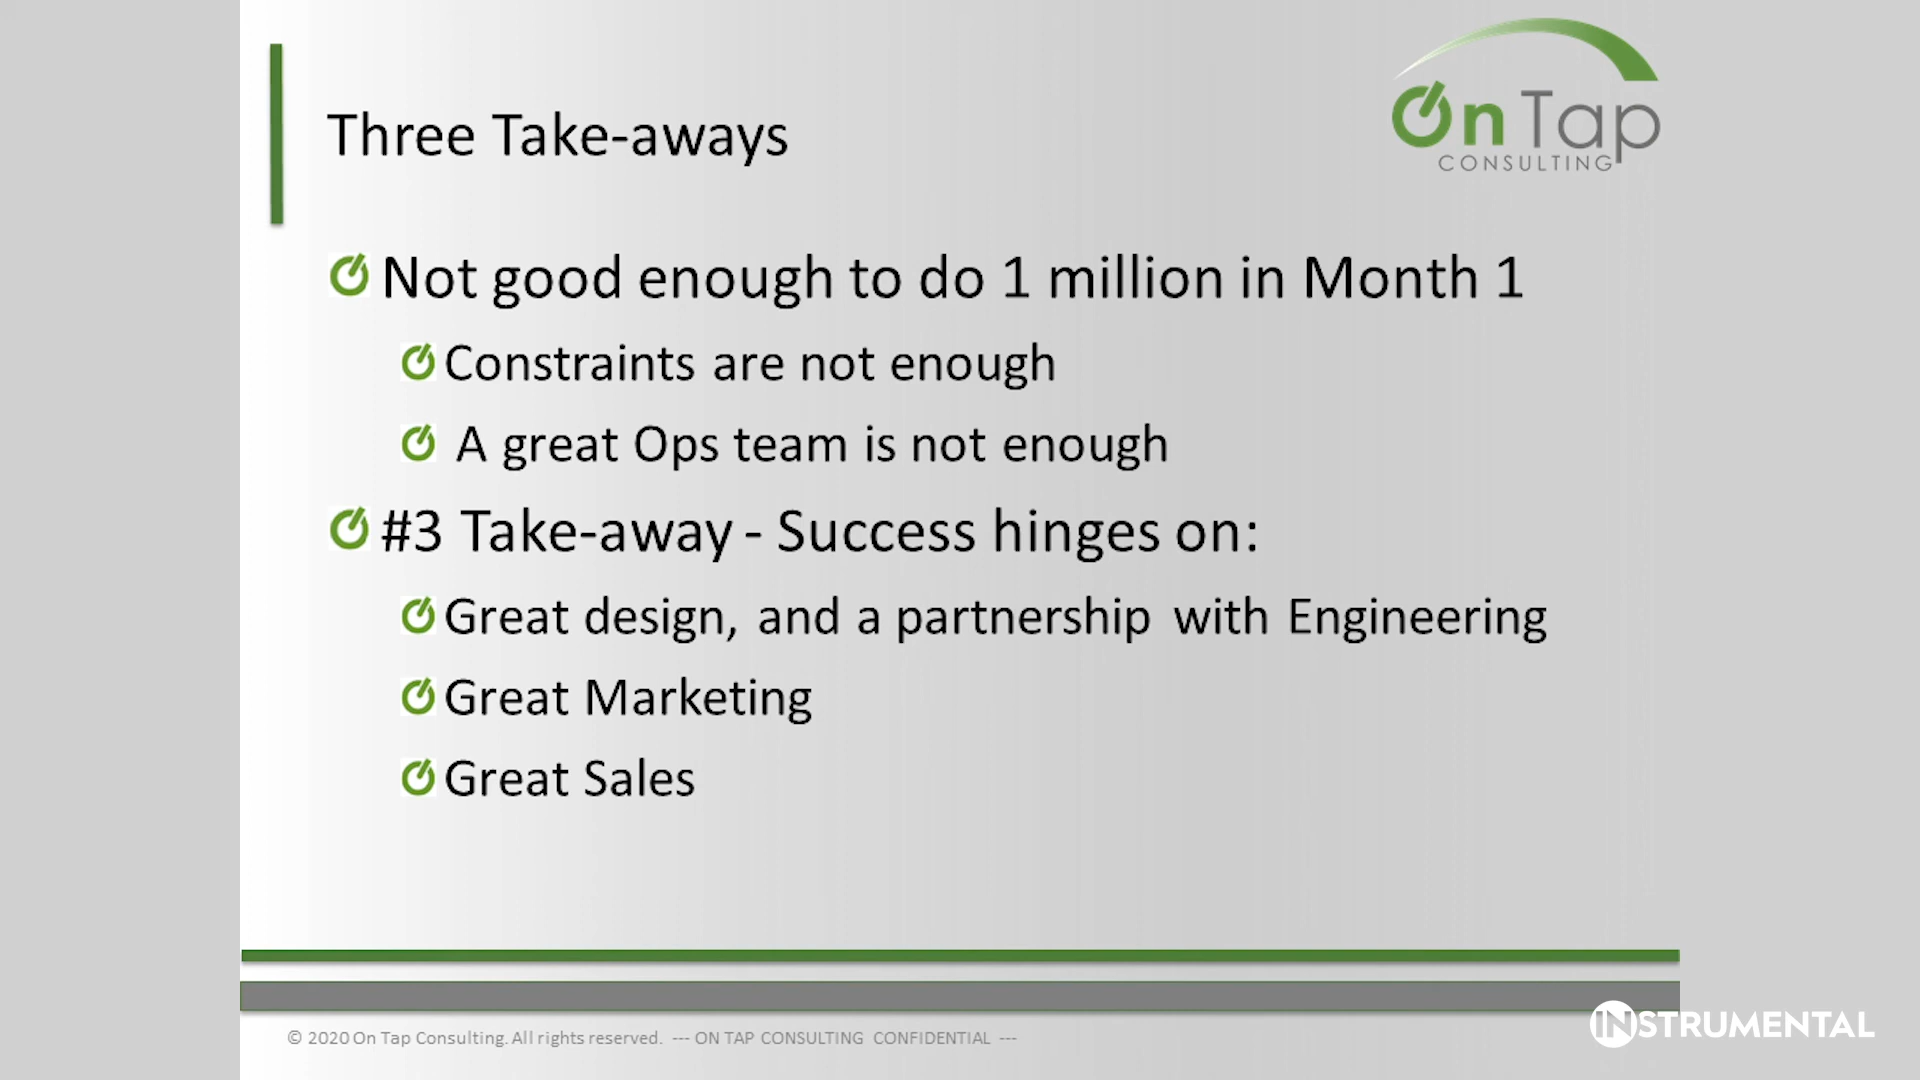 On Tap
CONSULTING
Three Take-aways
Not good enough to do 1 million in Month 1
Constraints are not enough
A great Ops team is not enough
#3 Take-away - Success hinges on:
Great design, and a partnership with Engineering
Great Marketing
Great Sales
© 2020 On Tap Consulting. All rights reserved. --- ON TAP CONSULTING CONFIDENTIAL ---
INSTRUMENTAL